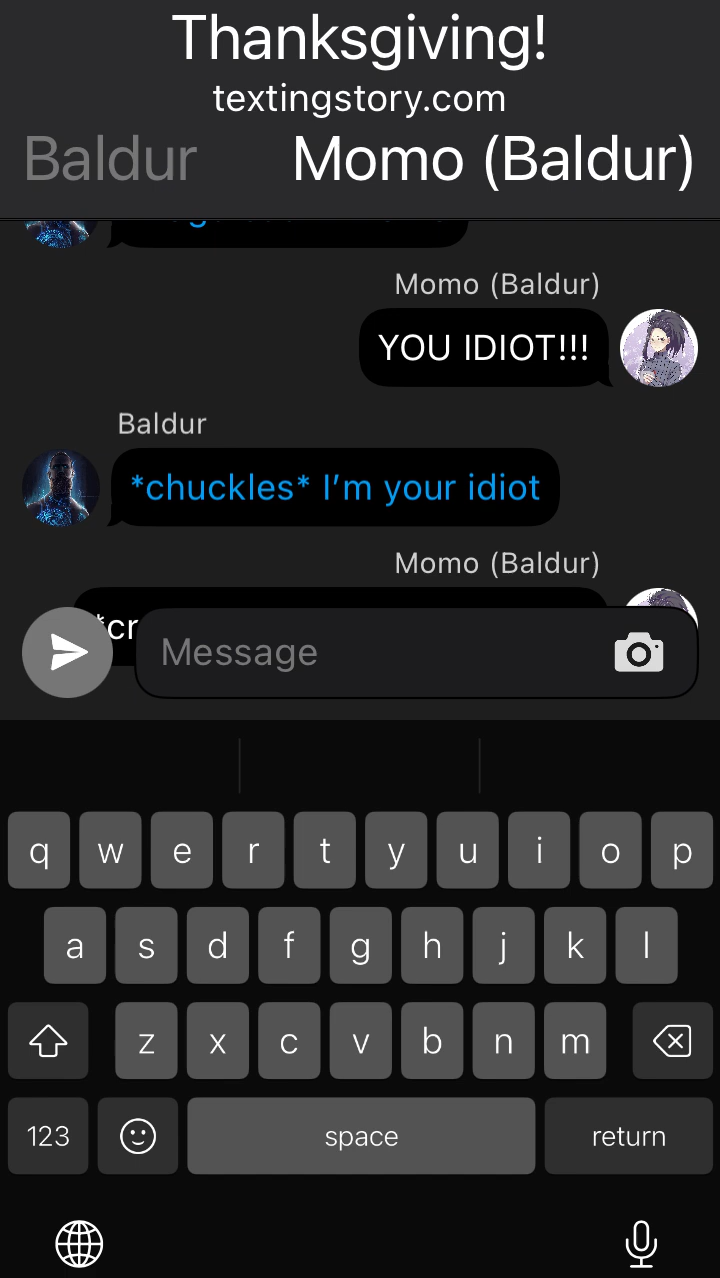 Thanksgiving!
textingstory.com
Baldur Momo (Baldur)
Momo (Baldur)
YOU IDIOT!!!
Baldur
*chuckles* I’m your idiot
Momo (Baldur)
Message
q w e r t y u i o p
a s d f g h j k l
z x c v b n m
123 space return